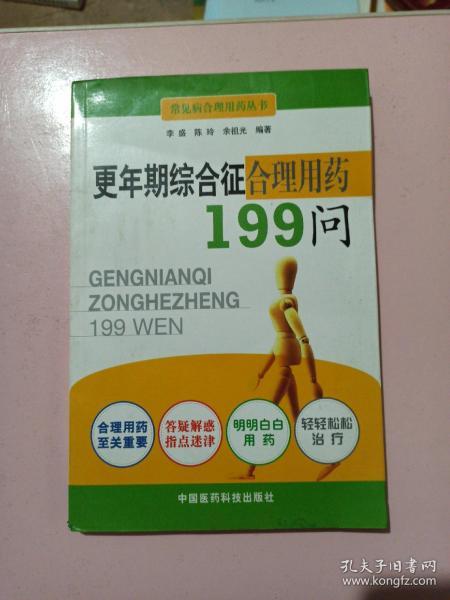 常见病合理用药丛书
李盛 陈玲 余祖光 编著
更年期综合征合理用药
199问
GENGNIANQI
ZONGHEZHENG
199 WEN
合理用药
至关重要
答疑解惑
指点迷津
明明白白
用药
轻轻松松
治疗
中国医药科技出版社
孔夫子旧书网
www.kongfz.com